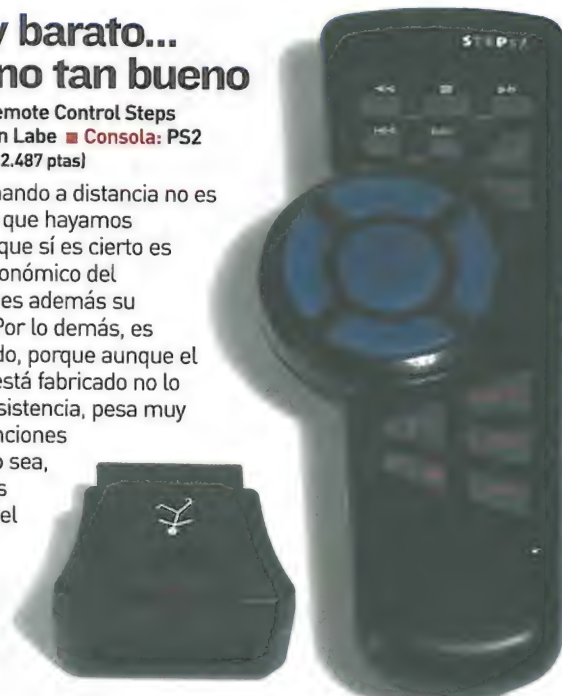 y barato...
no tan bueno
emote Control Steps
n Labe ■ Consola: PS2
2.487 ptas)
nando a distancia no es
que hayamos
que sí es cierto es
onómico del
es además su
Por lo demás, es
do, porque aunque el
está fabricado no lo
sistencia, pesa muy
nciones
o sea,
s
el
STEPS